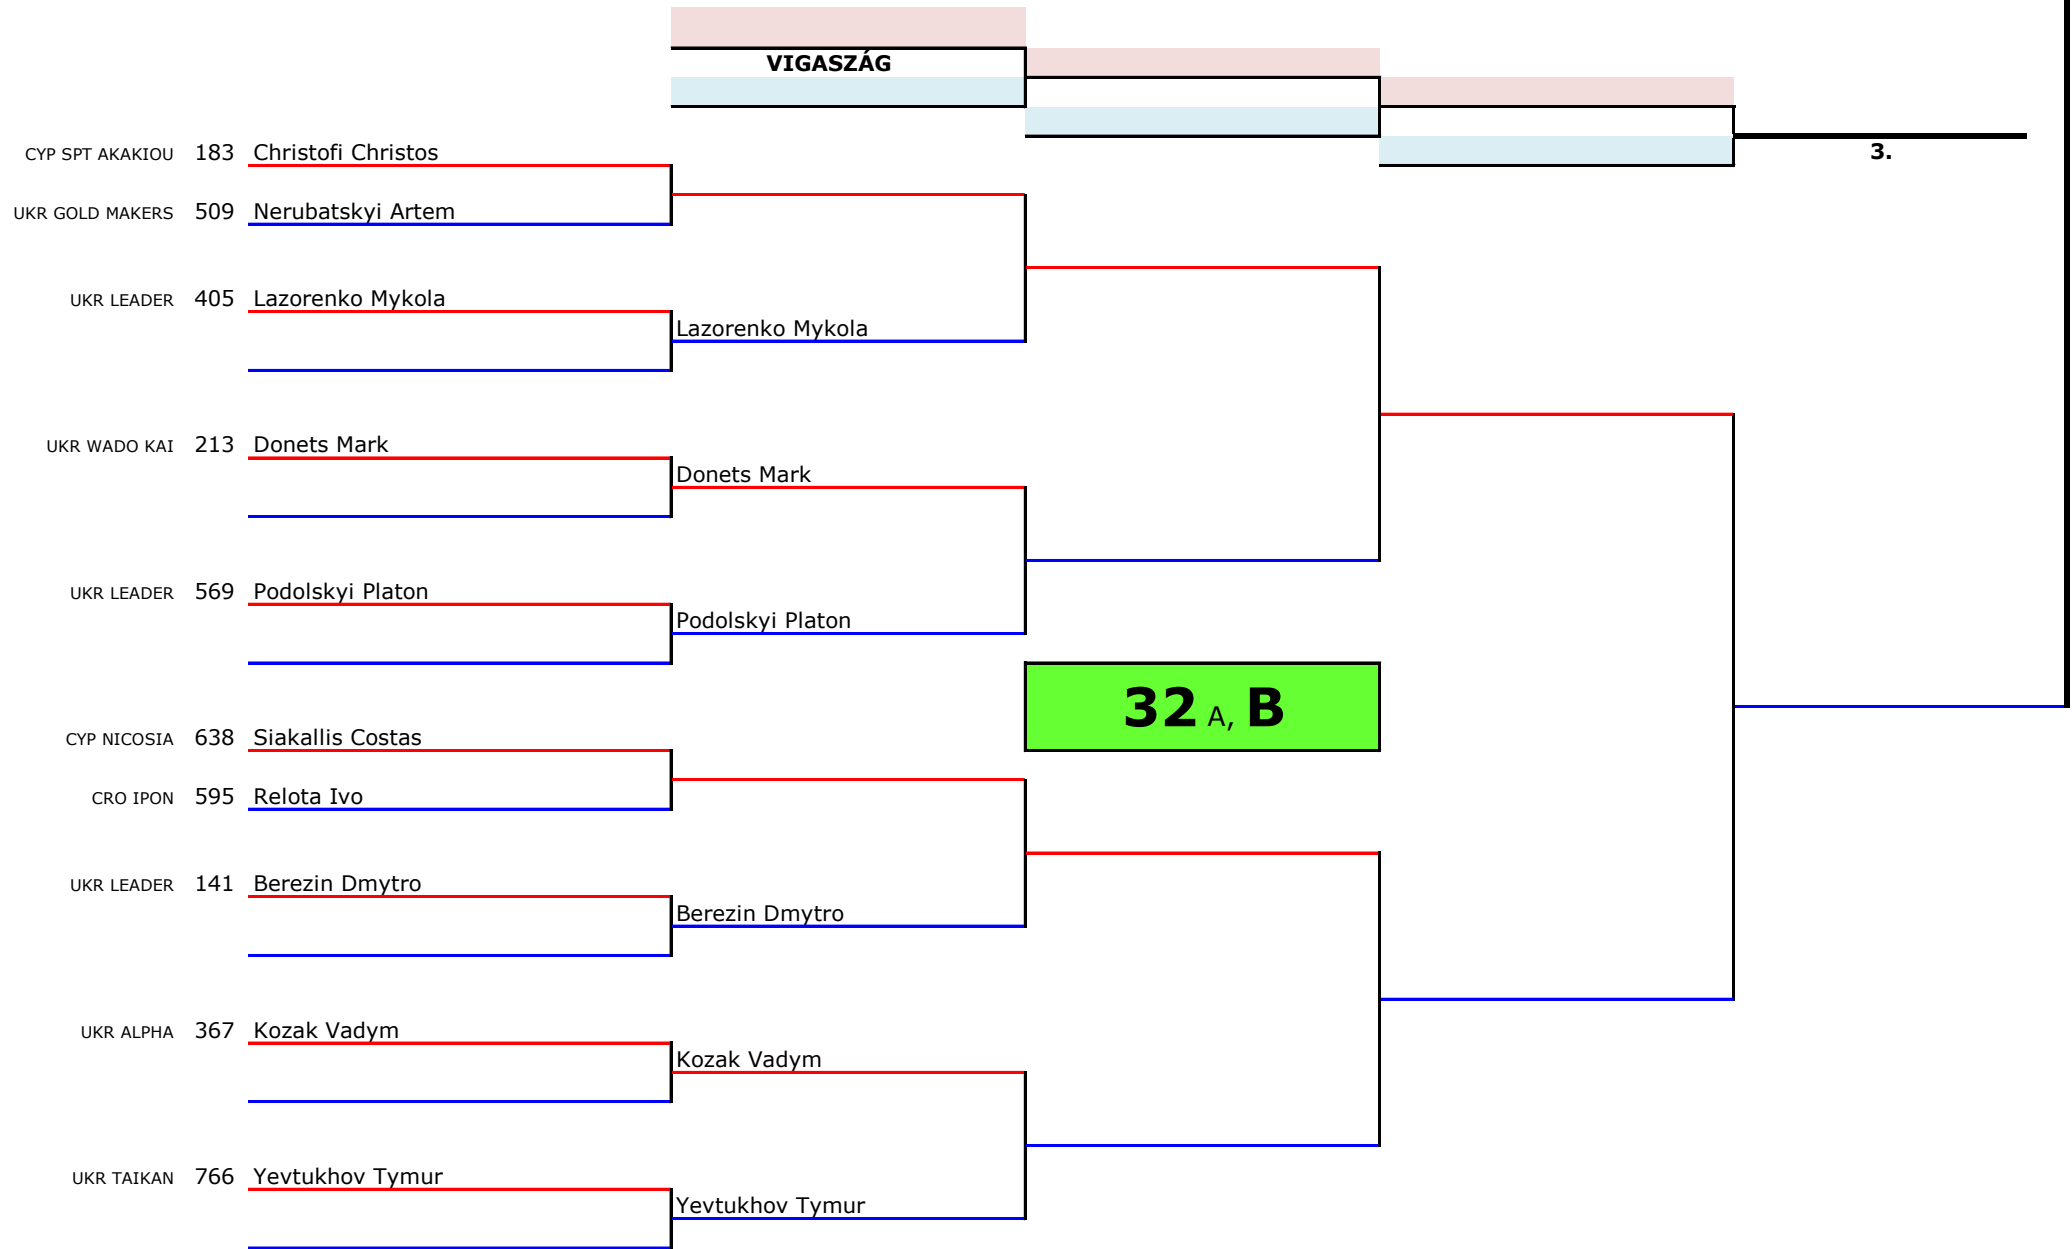 VIGASZÁG
CYP SPT AKAKIOU 183 Christofi Christos
3.
UKR GOLD MAKERS 509 Nerubatskyi Artem
UKR LEADER 405 Lazorenko Mykola
Lazorenko Mykola
UKR WADO KAI 213 Donets Mark
Donets Mark
UKR LEADER 569 Podolskyi Platon
Podolskyi Platon
32 A, B
CYP NICOSIA 638 Siakallis Costas
CRO IPON 595 Relota Ivo
UKR LEADER 141 Berezin Dmytro
Berezin Dmytro
UKR ALPHA 367 Kozak Vadym
Kozak Vadym
UKR TAIKAN 766 Yevtukhov Tymur
Yevtukhov Tymur